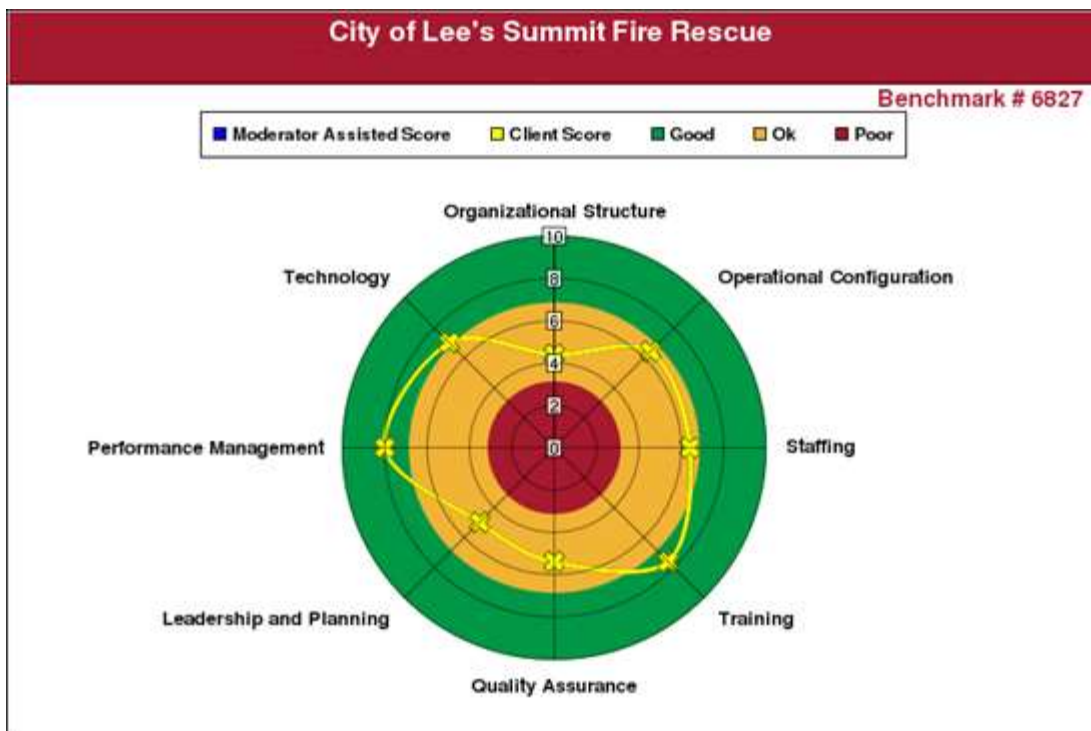 City of Lee's Summit Fire Rescue
Benchmark # 6827
Moderator Assisted Score Client Score Good Ok Poor
Organizational Structure
10
Technology Operational Configuration
8
6
4
2
Performance Management 0 Staffing
Leadership and Planning Training
Quality Assurance